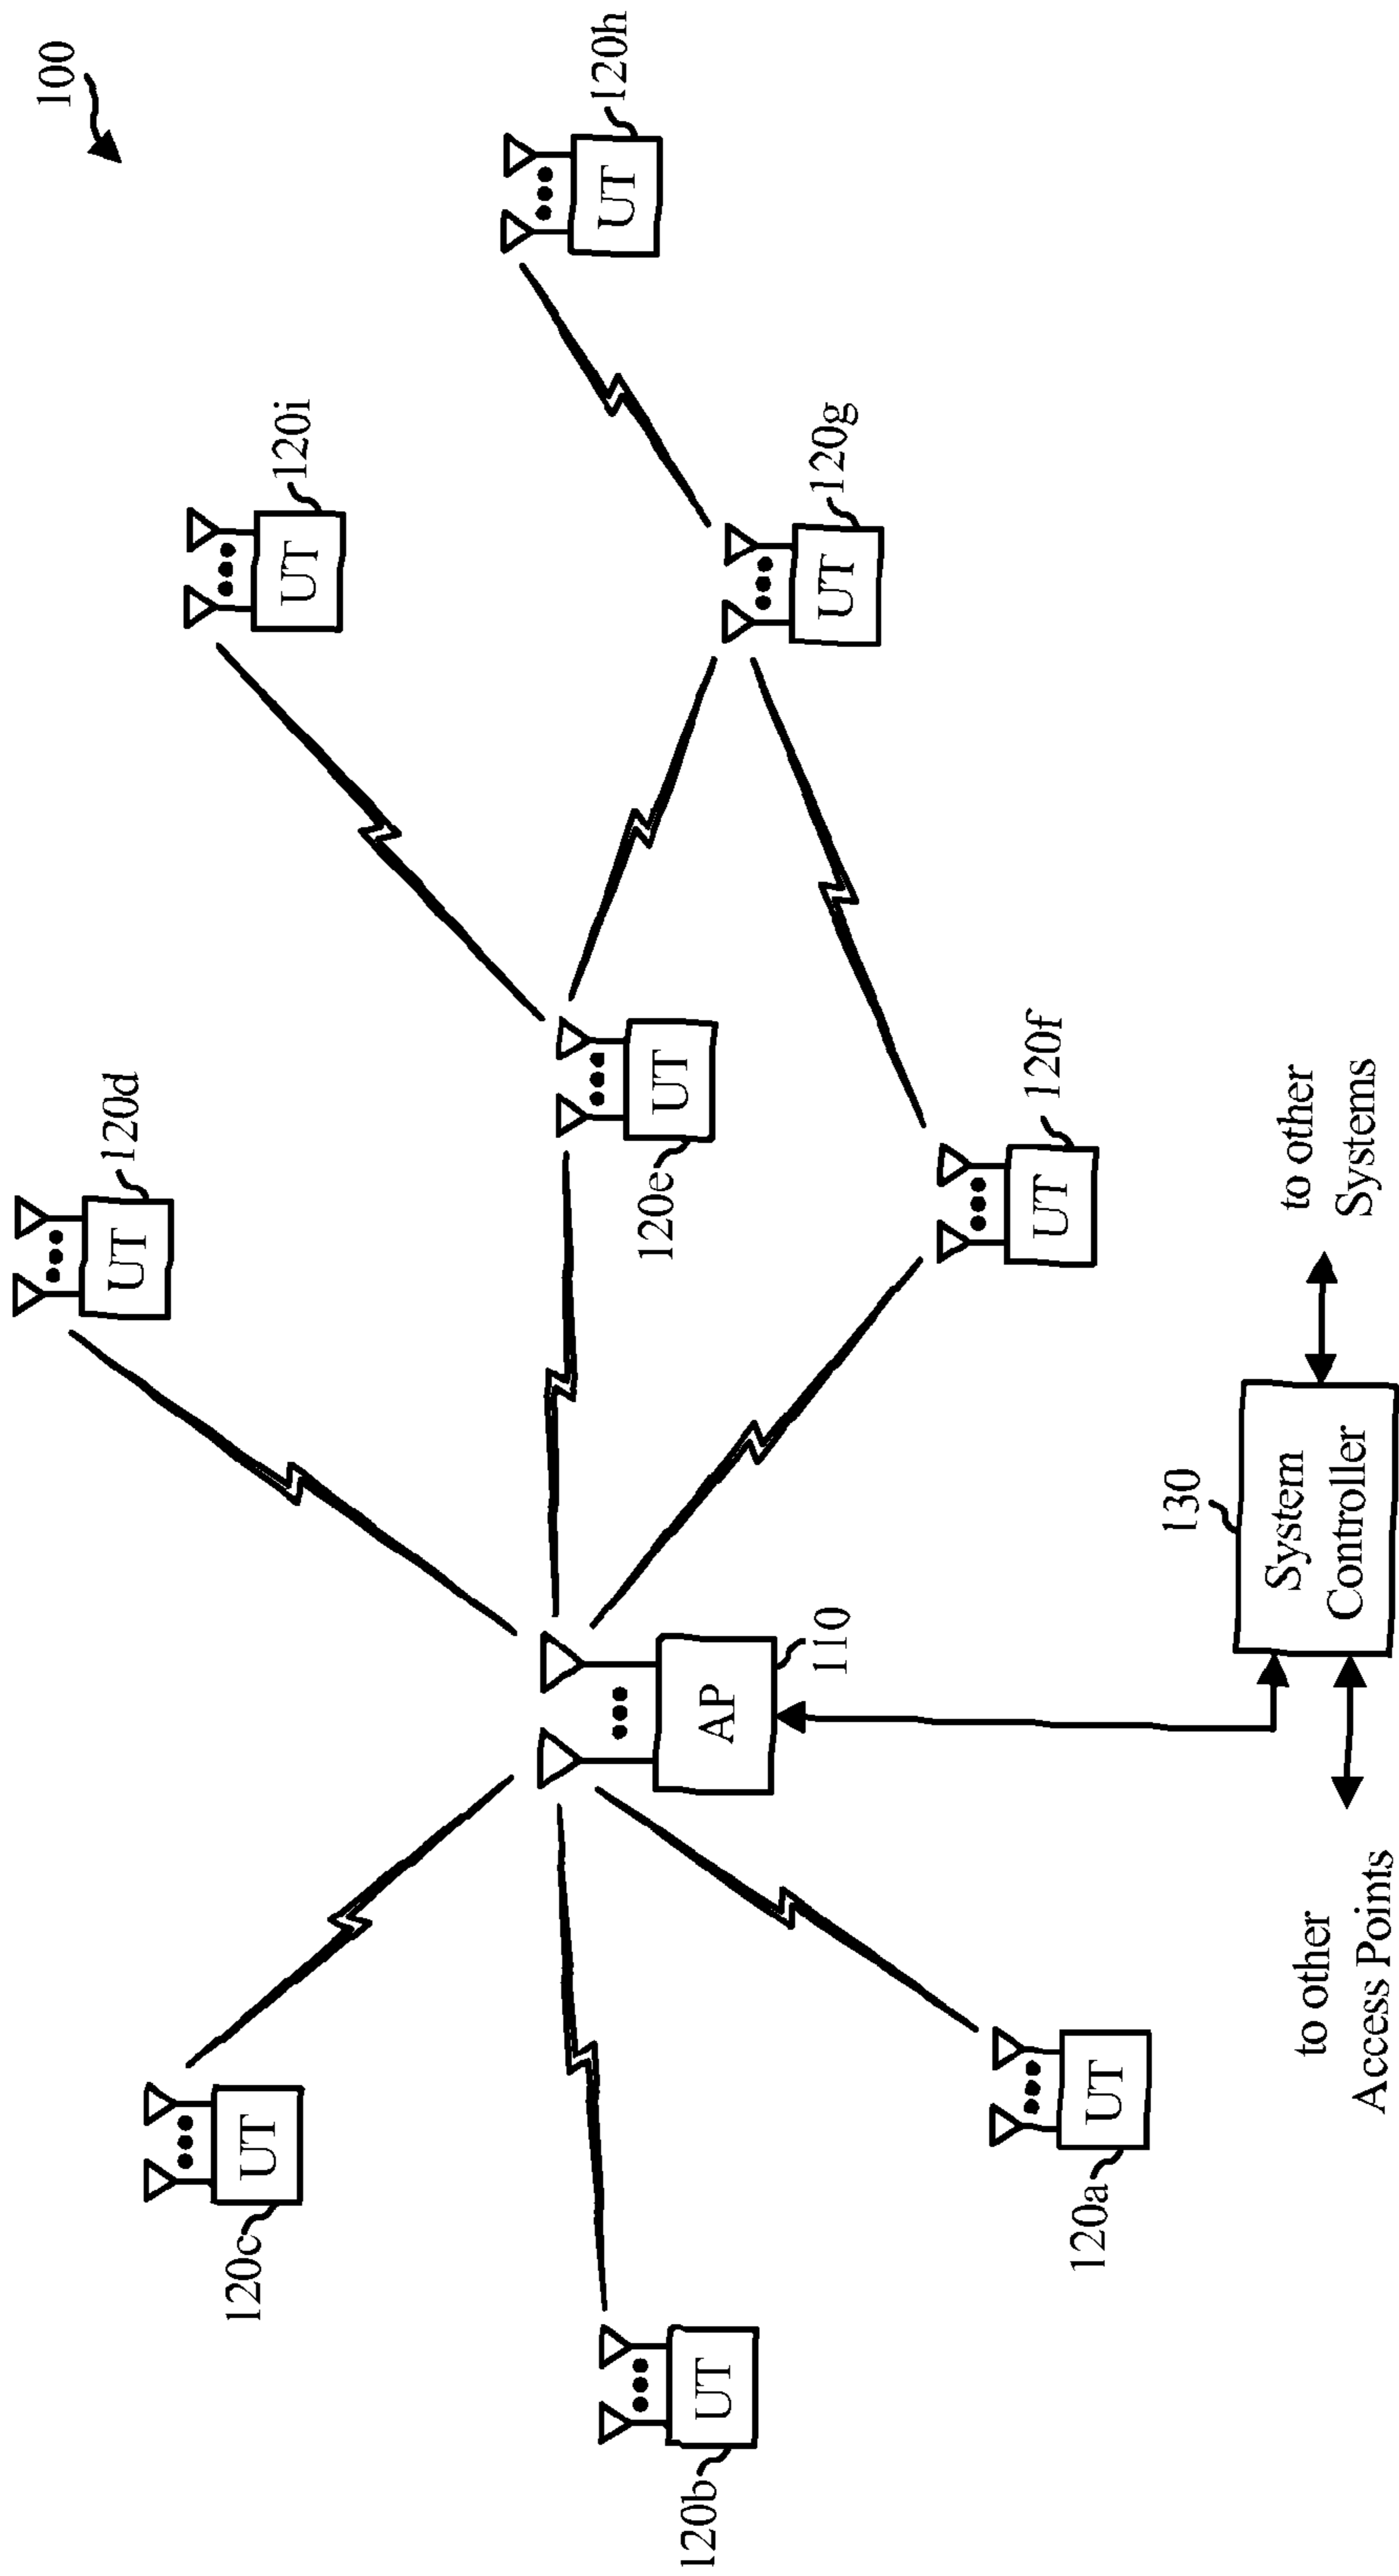 100
120d
UT
120i
UT
120h
UT
120c
UT
120e
UT
120g
UT
120b
UT
AP
110
120f
UT
120a
UT
130
System
Controller
to other
Access Points
to other
Systems